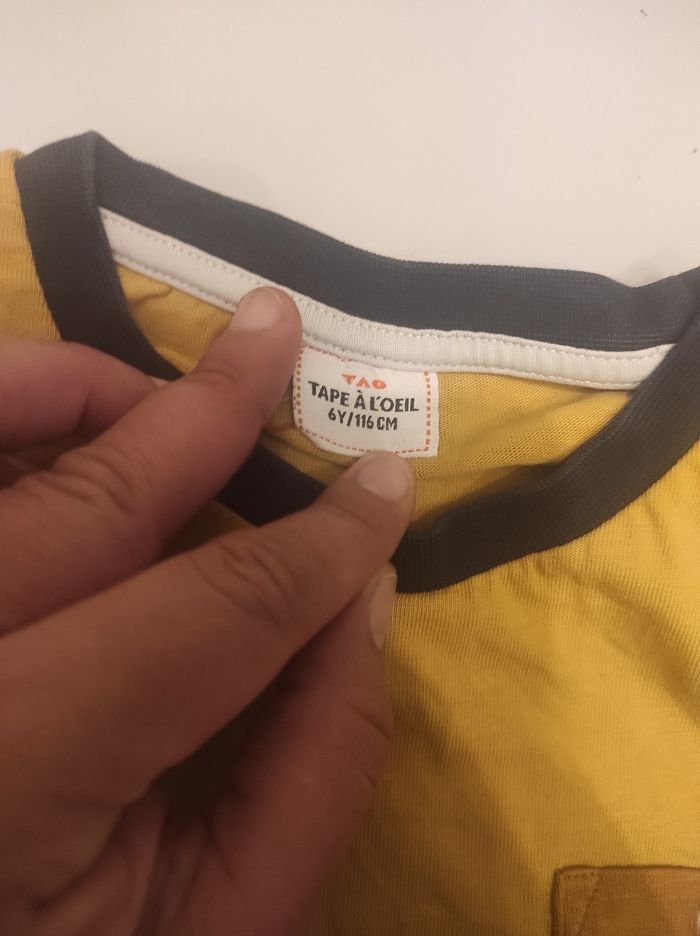 TAO
TAPE À L'OEIL
6Y/116 CM